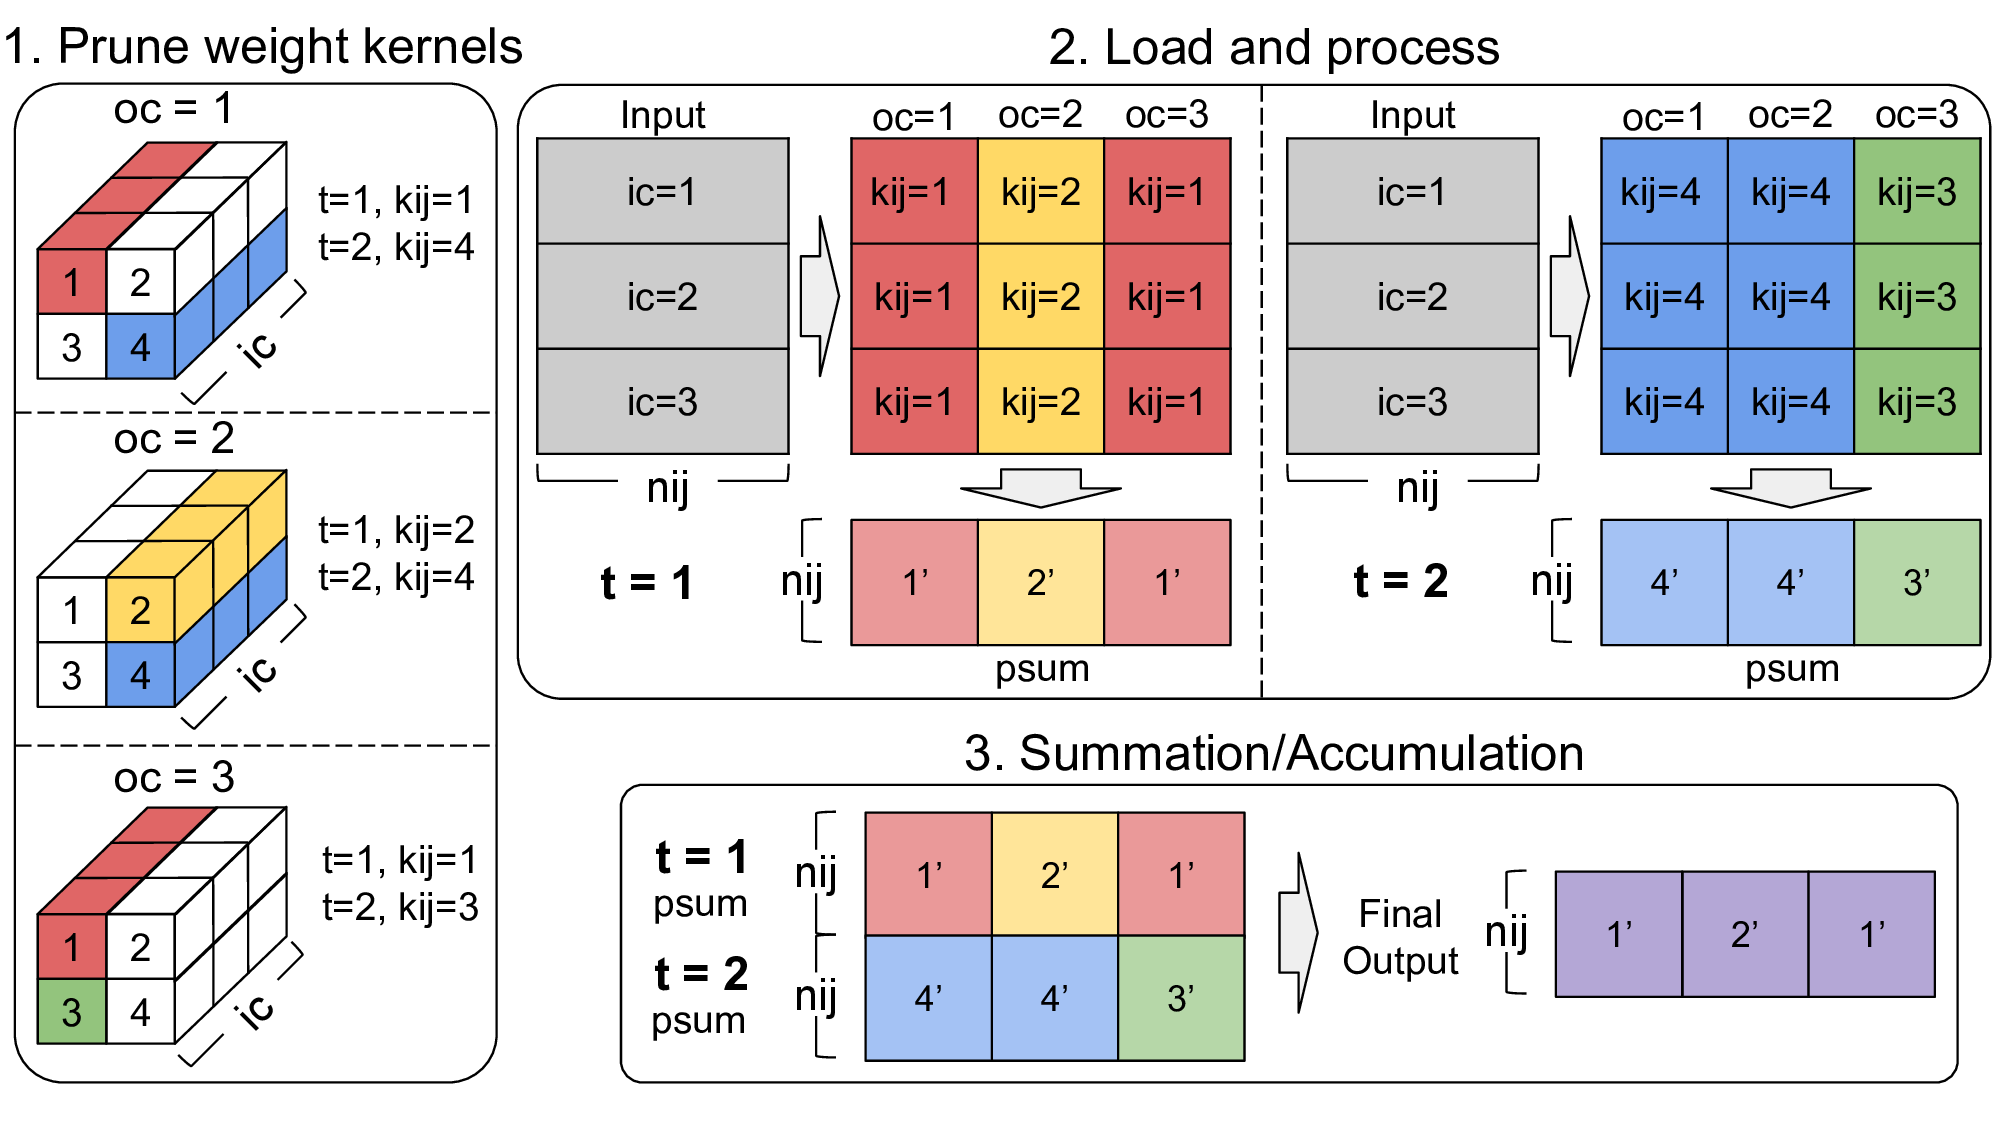 1. Prune weight kernels
oc = 1
t=1, kij=1
t=2, kij=4
1 2
3 4
ic
oc = 2
t=1, kij=2
t=2, kij=4
1 2
3 4
ic
oc = 3
t=1, kij=1
t=2, kij=3
1 2
3 4
ic
2. Load and process
Input oc=1 oc=2 oc=3
ic=1 kij=1 kij=2 kij=1
ic=2 kij=1 kij=2 kij=1
ic=3 kij=1 kij=2 kij=1
nij
t = 1 nij 1’ 2’ 1’
psum
Input oc=1 oc=2 oc=3
ic=1 kij=4 kij=4 kij=3
ic=2 kij=4 kij=4 kij=3
ic=3 kij=4 kij=4 kij=3
nij
t = 2 nij 4’ 4’ 3’
psum
3. Summation/Accumulation
t = 1
psum
nij 1’ 2’ 1’
t = 2
psum
nij 4’ 4’ 3’
Final
Output
nij 1’ 2’ 1’